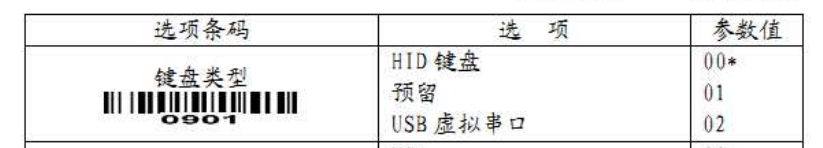 选项条码 选 项 参数值
键盘类型
0901
HID 键盘 00*
预留 01
USB 虚拟串口 02